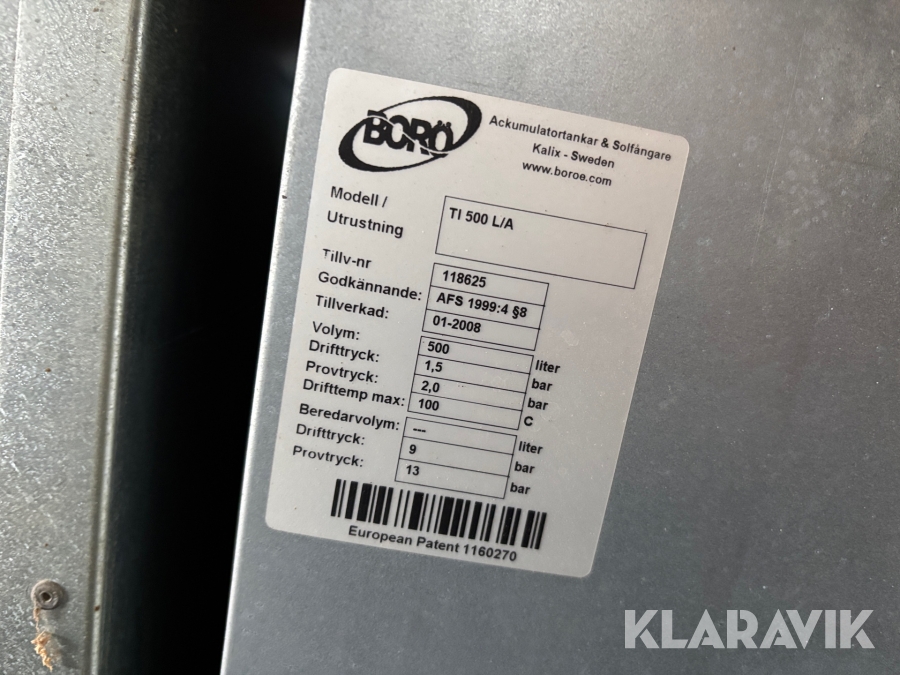 BORÖ
Ackumulatortankar & Solfångare
Kalix - Sweden
www.boroe.com
Modell / Utrustning TI 500 L/A
Tillv-nr 118625
Godkännande: AFS 1999:4 §8
Tillverkad: 01-2008
Volym: 500 liter
Drifttryck: 1,5 bar
Provtryck: 2,0 bar
Drifttemp max: 100 C
Beredarvolym: --- liter
Drifttryck: 9 bar
Provtryck: 13 bar
European Patent 1160270
KLARAVIK